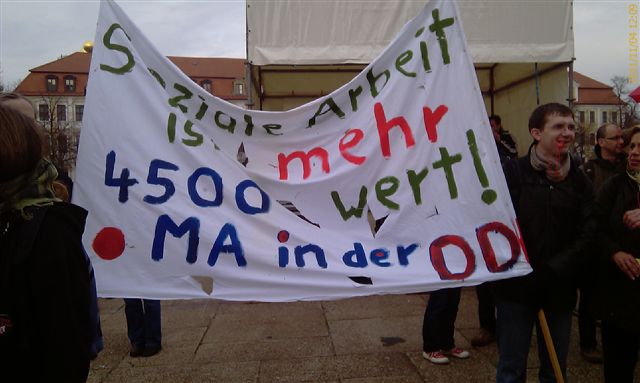 Soziale Arbeit
ist mehr
4500 wert!
MA in der OD